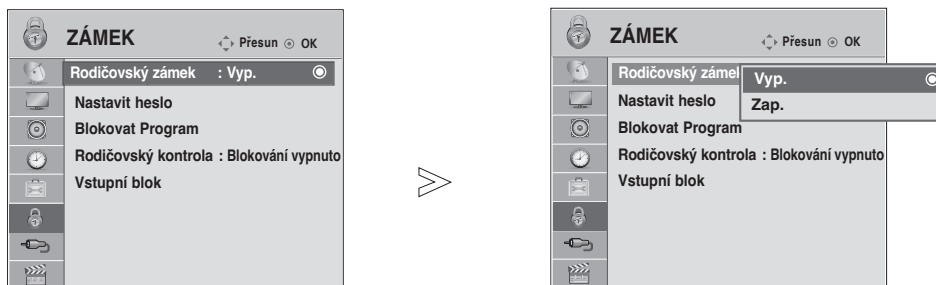 ZÁMEK
Přesun OK
Rodičovský zámek : Vyp.
Nastavit heslo
Blokovat Program
Rodičovský kontrola : Blokování vypnuto
Vstupní blok
ZÁMEK
Přesun OK
Rodičovský zámek
Vyp.
Zap.
Nastavit heslo
Blokovat Program
Rodičovský kontrola : Blokování vypnuto
Vstupní blok